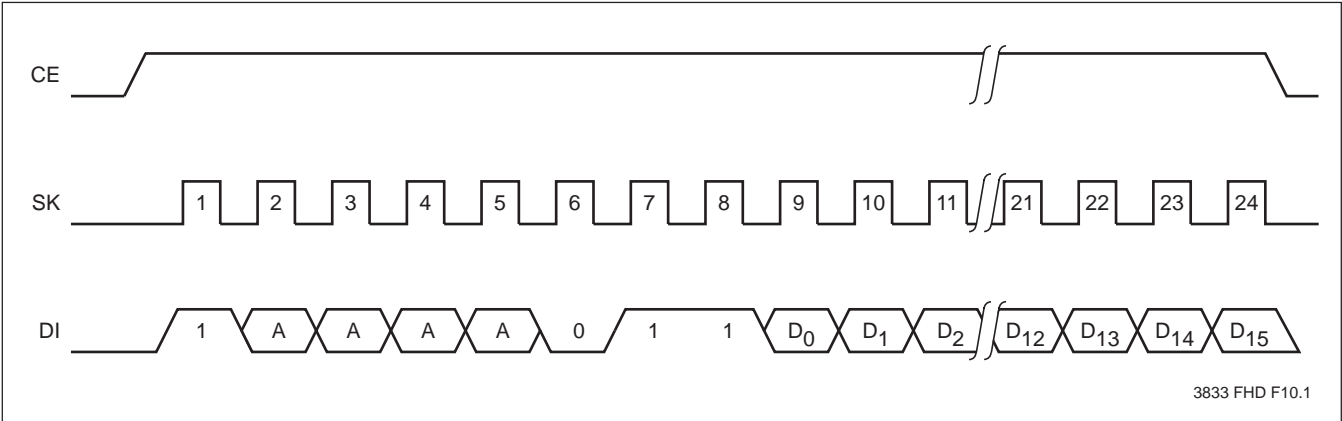 CE
SK 1 2 3 4 5 6 7 8 9 10 11 21 22 23 24
DI 1 A A A A 0 1 1 D0 D1 D2 D12 D13 D14 D15
3833 FHD F10.1